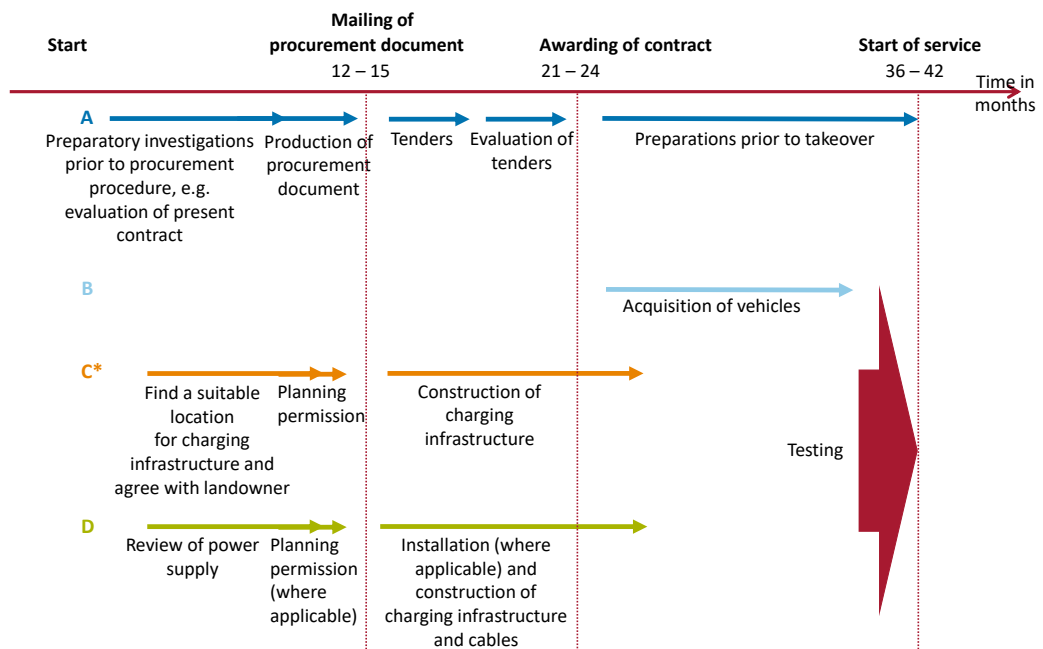 Start
Mailing of
procurement document
12 – 15
Awarding of contract
21 – 24
Start of service
36 – 42
Time in
months
A
Preparatory investigations
prior to procurement
procedure, e.g.
evaluation of present
contract
Production of
procurement
document
Tenders
Evaluation of
tenders
Preparations prior to takeover
B
Acquisition of vehicles
C*
Find a suitable
location
for charging
infrastructure and
agree with landowner
Planning
permission
Construction of
charging
infrastructure
Testing
D
Review of power
supply
Planning
permission
(where
applicable)
Installation (where
applicable) and
construction of
charging infrastructure
and cables